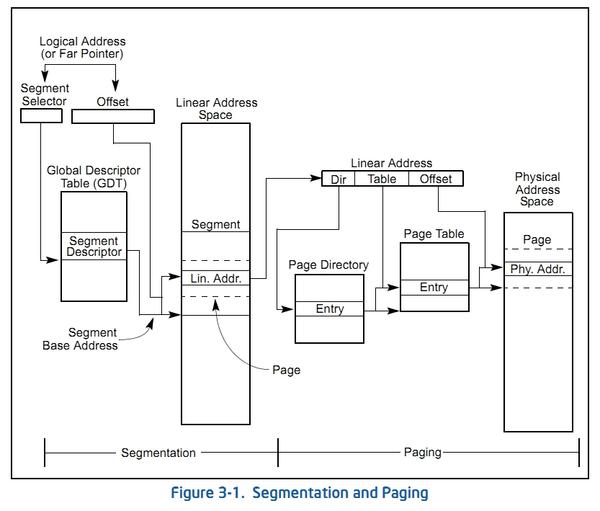 Logical Address
(or Far Pointer)
Segment
Selector
Offset
Linear Address
Space
Global Descriptor
Table (GDT)
Segment
Descriptor
Segment
Lin. Addr.
Segment
Base Address
Page
Linear Address
Dir
Table
Offset
Page Directory
Entry
Page Table
Entry
Physical
Address
Space
Page
Phy. Addr.
Segmentation
Paging
Figure 3-1. Segmentation and Paging